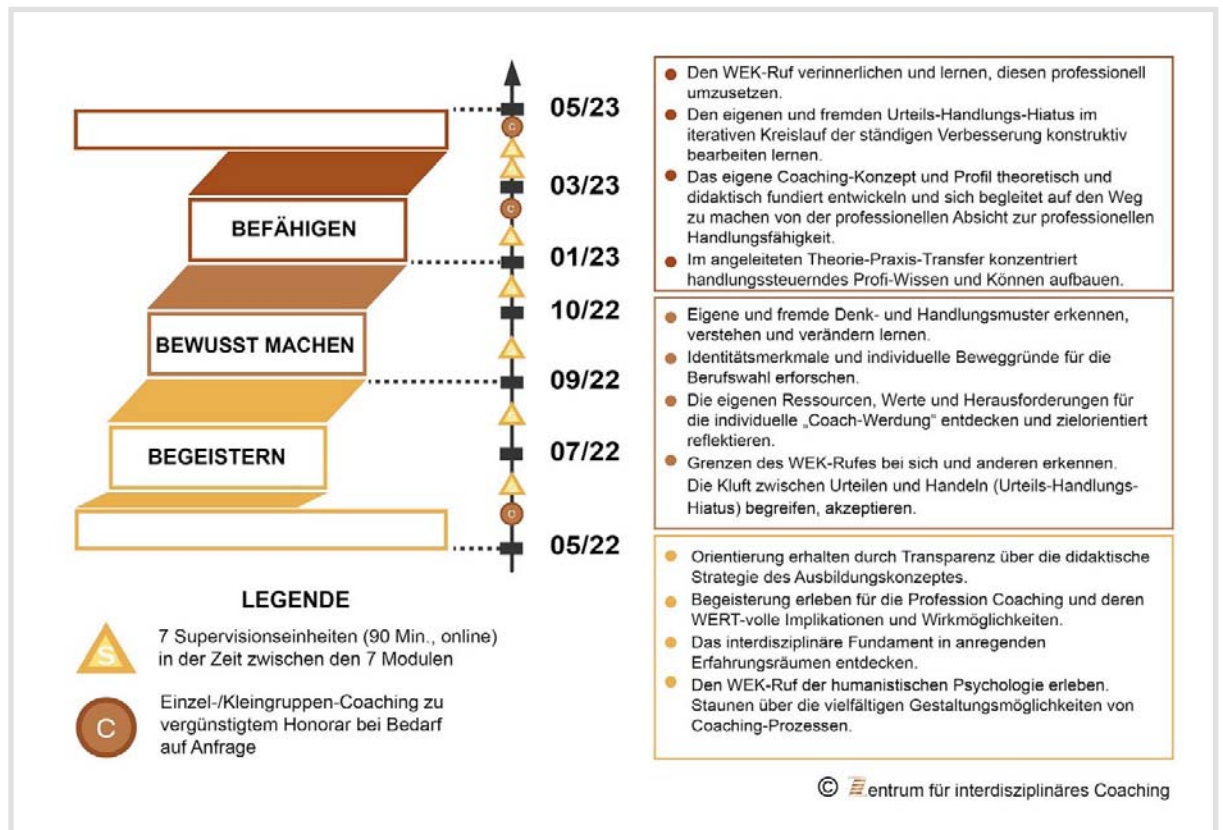 BEFÄHIGEN
BEWUSST MACHEN
BEGEISTERN
05/23
C
S
S
03/23
C
S
01/23
S
10/22
S
09/22
S
07/22
S
C
05/22
LEGENDE
S
7 Supervisionseinheiten (90 Min., online)
in der Zeit zwischen den 7 Modulen
C
Einzel-/Kleingruppen-Coaching zu
vergünstigtem Honorar bei Bedarf
auf Anfrage
Den WEK-Ruf verinnerlichen und lernen, diesen professionell
umzusetzen.
Den eigenen und fremden Urteils-Handlungs-Hiatus im
iterativen Kreislauf der ständigen Verbesserung konstruktiv
bearbeiten lernen.
Das eigene Coaching-Konzept und Profil theoretisch und
didaktisch fundiert entwickeln und sich begleitet auf den Weg
zu machen von der professionellen Absicht zur professionellen
Handlungsfähigkeit.
Im angeleiteten Theorie-Praxis-Transfer konzentriert
handlungssteuerndes Profi-Wissen und Können aufbauen.
Eigene und fremde Denk- und Handlungsmuster erkennen,
verstehen und verändern lernen.
Identitätsmerkmale und individuelle Beweggründe für die
Berufswahl erforschen.
Die eigenen Ressourcen, Werte und Herausforderungen für
die individuelle „Coach-Werdung“ entdecken und zielorientiert
reflektieren.
Grenzen des WEK-Rufes bei sich und anderen erkennen.
Die Kluft zwischen Urteilen und Handeln (Urteils-Handlungs-
Hiatus) begreifen, akzeptieren.
Orientierung erhalten durch Transparenz über die didaktische
Strategie des Ausbildungskonzeptes.
Begeisterung erleben für die Profession Coaching und deren
WERT-volle Implikationen und Wirkmöglichkeiten.
Das interdisziplinäre Fundament in anregenden
Erfahrungsräumen entdecken.
Den WEK-Ruf der humanistischen Psychologie erleben.
Staunen über die vielfältigen Gestaltungsmöglichkeiten von
Coaching-Prozessen.
© Zentrum für interdisziplinäres Coaching